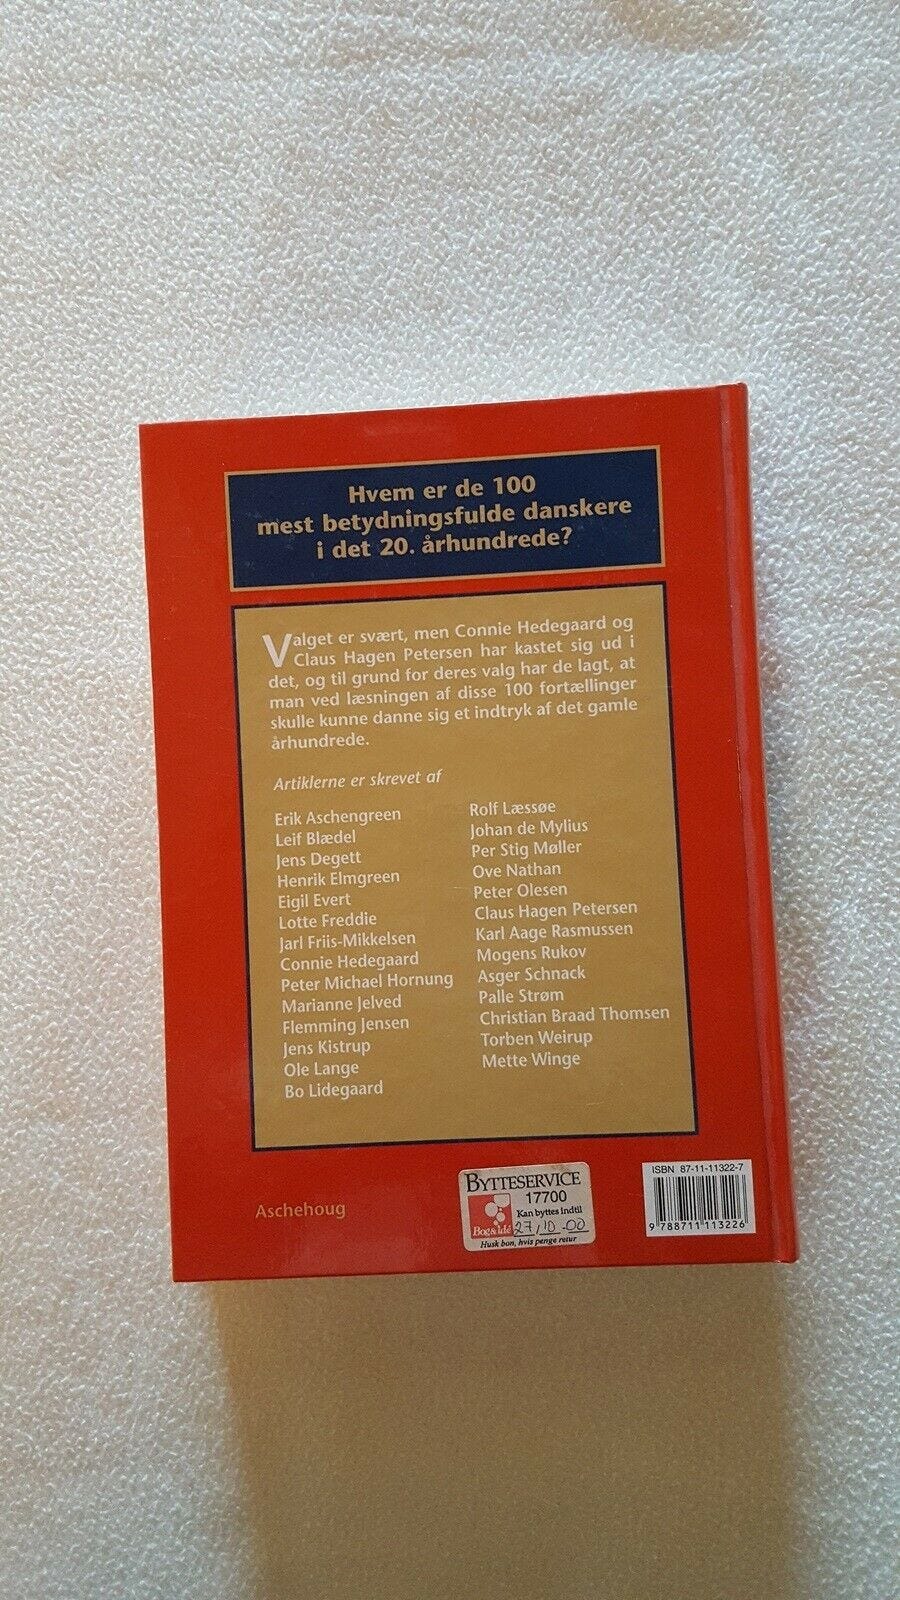 Hvem er de 100
mest betydningsfulde danskere
i det 20. århundrede?
Valget er svært, men Connie Hedegaard og
Claus Hagen Petersen har kastet sig ud i
det, og til grund for deres valg har de lagt, at
man ved læsningen af disse 100 fortællinger
skulle kunne danne sig et indtryk af det gamle
århundrede.
Artiklerne er skrevet af
Erik Aschengreen
Leif Blædel
Jens Degett
Henrik Elmgreen
Eigil Evert
Lotte Freddie
Jarl Friis-Mikkelsen
Connie Hedegaard
Peter Michael Hornung
Marianne Jelved
Flemming Jensen
Jens Kistrup
Ole Lange
Bo Lidegaard
Rolf Læssøe
Johan de Mylius
Per Stig Møller
Ove Nathan
Peter Olesen
Claus Hagen Petersen
Karl Aage Rasmussen
Mogens Rukov
Asger Schnack
Palle Strøm
Christian Braad Thomsen
Torben Weirup
Mette Winge
Aschehoug
BYTTESERVICE
17700
Kan byttes indtil
Bog & idé 27/10-00
Husk bon, hvis penge retur
ISBN 87-11-11322-7
9 788711 113226